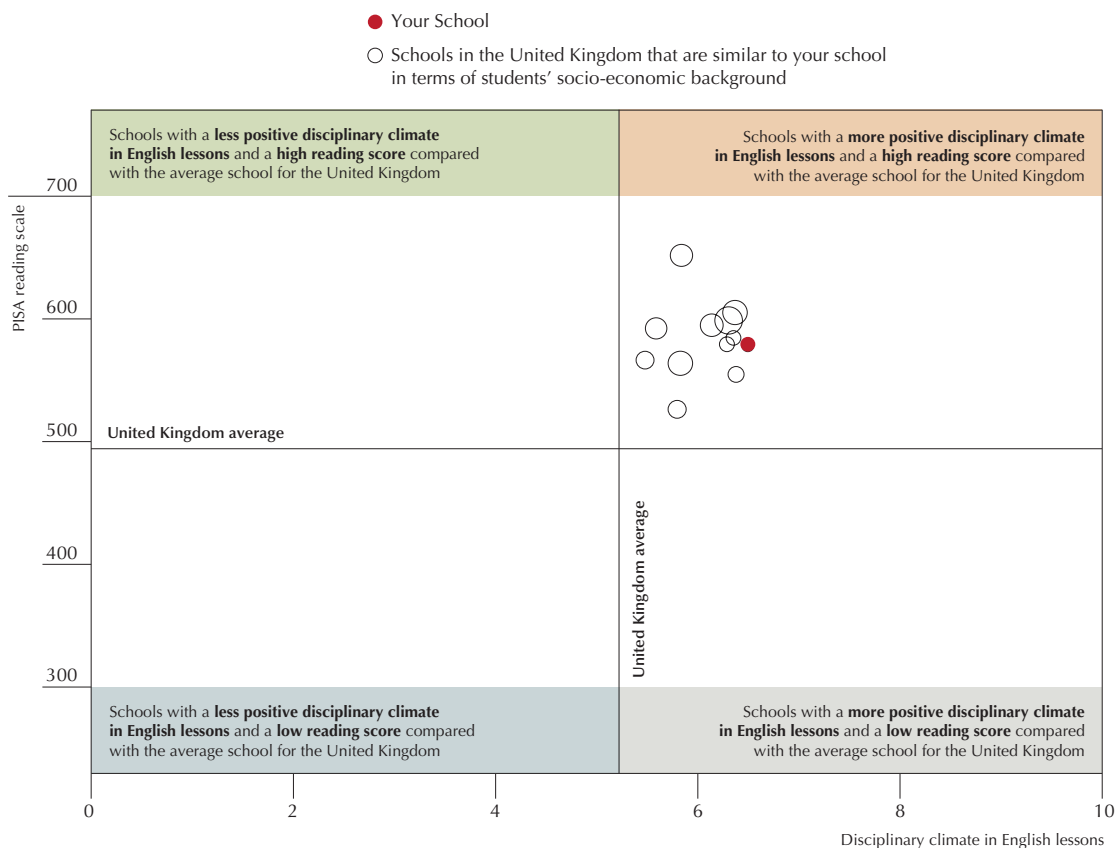 Your School
Schools in the United Kingdom that are similar to your school
in terms of students’ socio-economic background
Schools with a less positive disciplinary climate
in English lessons and a high reading score compared
with the average school for the United Kingdom
Schools with a more positive disciplinary climate
in English lessons and a high reading score compared
with the average school for the United Kingdom
PISA reading scale
700
600
500
400
300
United Kingdom average
United Kingdom average
Schools with a less positive disciplinary climate
in English lessons and a low reading score compared
with the average school for the United Kingdom
Schools with a more positive disciplinary climate
in English lessons and a low reading score compared
with the average school for the United Kingdom
0 2 4 6 8 10
Disciplinary climate in English lessons